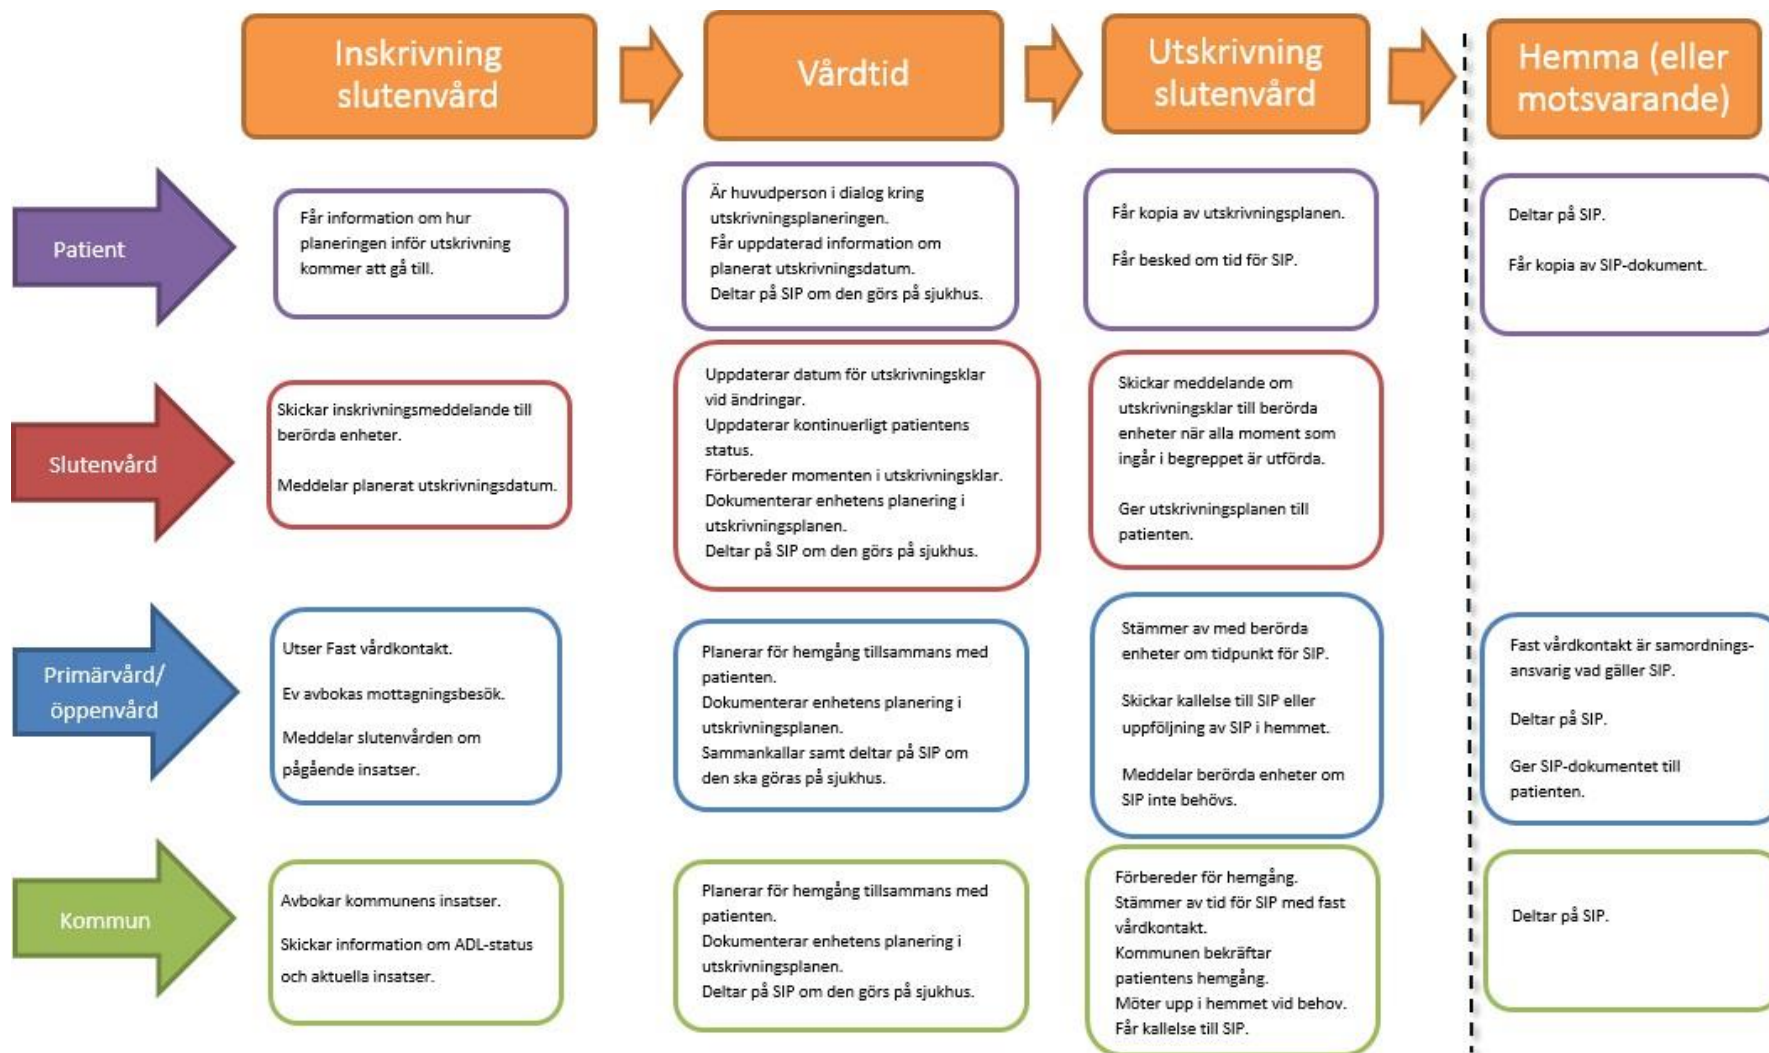 Inskrivning
slutenvård
Vårdtid
Utskrivning
slutenvård
Hemma (eller
motsvarande)
Patient
Får information om hur
planeringen inför utskrivning
kommer att gå till.
Är huvudperson i dialog kring
utskrivningsplaneringen.
Får uppdaterad information om
planerat utskrivningsdatum.
Deltar på SIP om den görs på sjukhus.
Får kopia av utskrivningsplanen.
Får besked om tid för SIP.
Deltar på SIP.
Får kopia av SIP-dokument.
Slutenvård
Skickar inskrivningsmeddelande till
berörda enheter.
Meddelar planerat utskrivningsdatum.
Uppdaterar datum för utskrivningsklar
vid ändringar.
Uppdaterar kontinuerligt patientens
status.
Förbereder momenten i utskrivningsklar.
Dokumenterar enhetens planering i
utskrivningsplanen.
Deltar på SIP om den görs på sjukhus.
Skickar meddelande om
utskrivningsklar till berörda
enheter när alla moment som
ingår i begreppet är utförda.
Ger utskrivningsplanen till
patienten.
Primärvård/
öppenvård
Utser Fast vårdkontakt.
Ev avbokas mottagningsbesök.
Meddelar slutenvården om
pågående insatser.
Planerar för hemgång tillsammans med
patienten.
Dokumenterar enhetens planering i
utskrivningsplanen.
Sammankallar samt deltar på SIP om
den ska göras på sjukhus.
Stämmer av med berörda
enheter om tidpunkt för SIP.
Skickar kallelse till SIP eller
uppföljning av SIP i hemmet.
Meddelar berörda enheter om
SIP inte behövs.
Fast vårdkontakt är samordnings-
ansvarig vad gäller SIP.
Deltar på SIP.
Ger SIP-dokumentet till
patienten.
Kommun
Avbokar kommunens insatser.
Skickar information om ADL-status
och aktuella insatser.
Planerar för hemgång tillsammans med
patienten.
Dokumenterar enhetens planering i
utskrivningsplanen.
Deltar på SIP om den görs på sjukhus.
Förbereder för hemgång.
Stämmer av tid för SIP med fast
vårdkontakt.
Kommunen bekräftar
patientens hemgång.
Möter upp i hemmet vid behov.
Får kallelse till SIP.
Deltar på SIP.